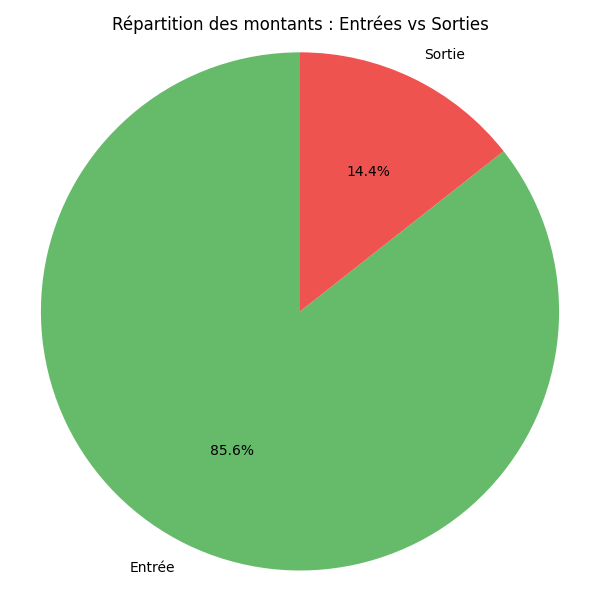 Répartition des montants : Entrées vs Sorties
Sortie
14.4%
85.6%
Entrée